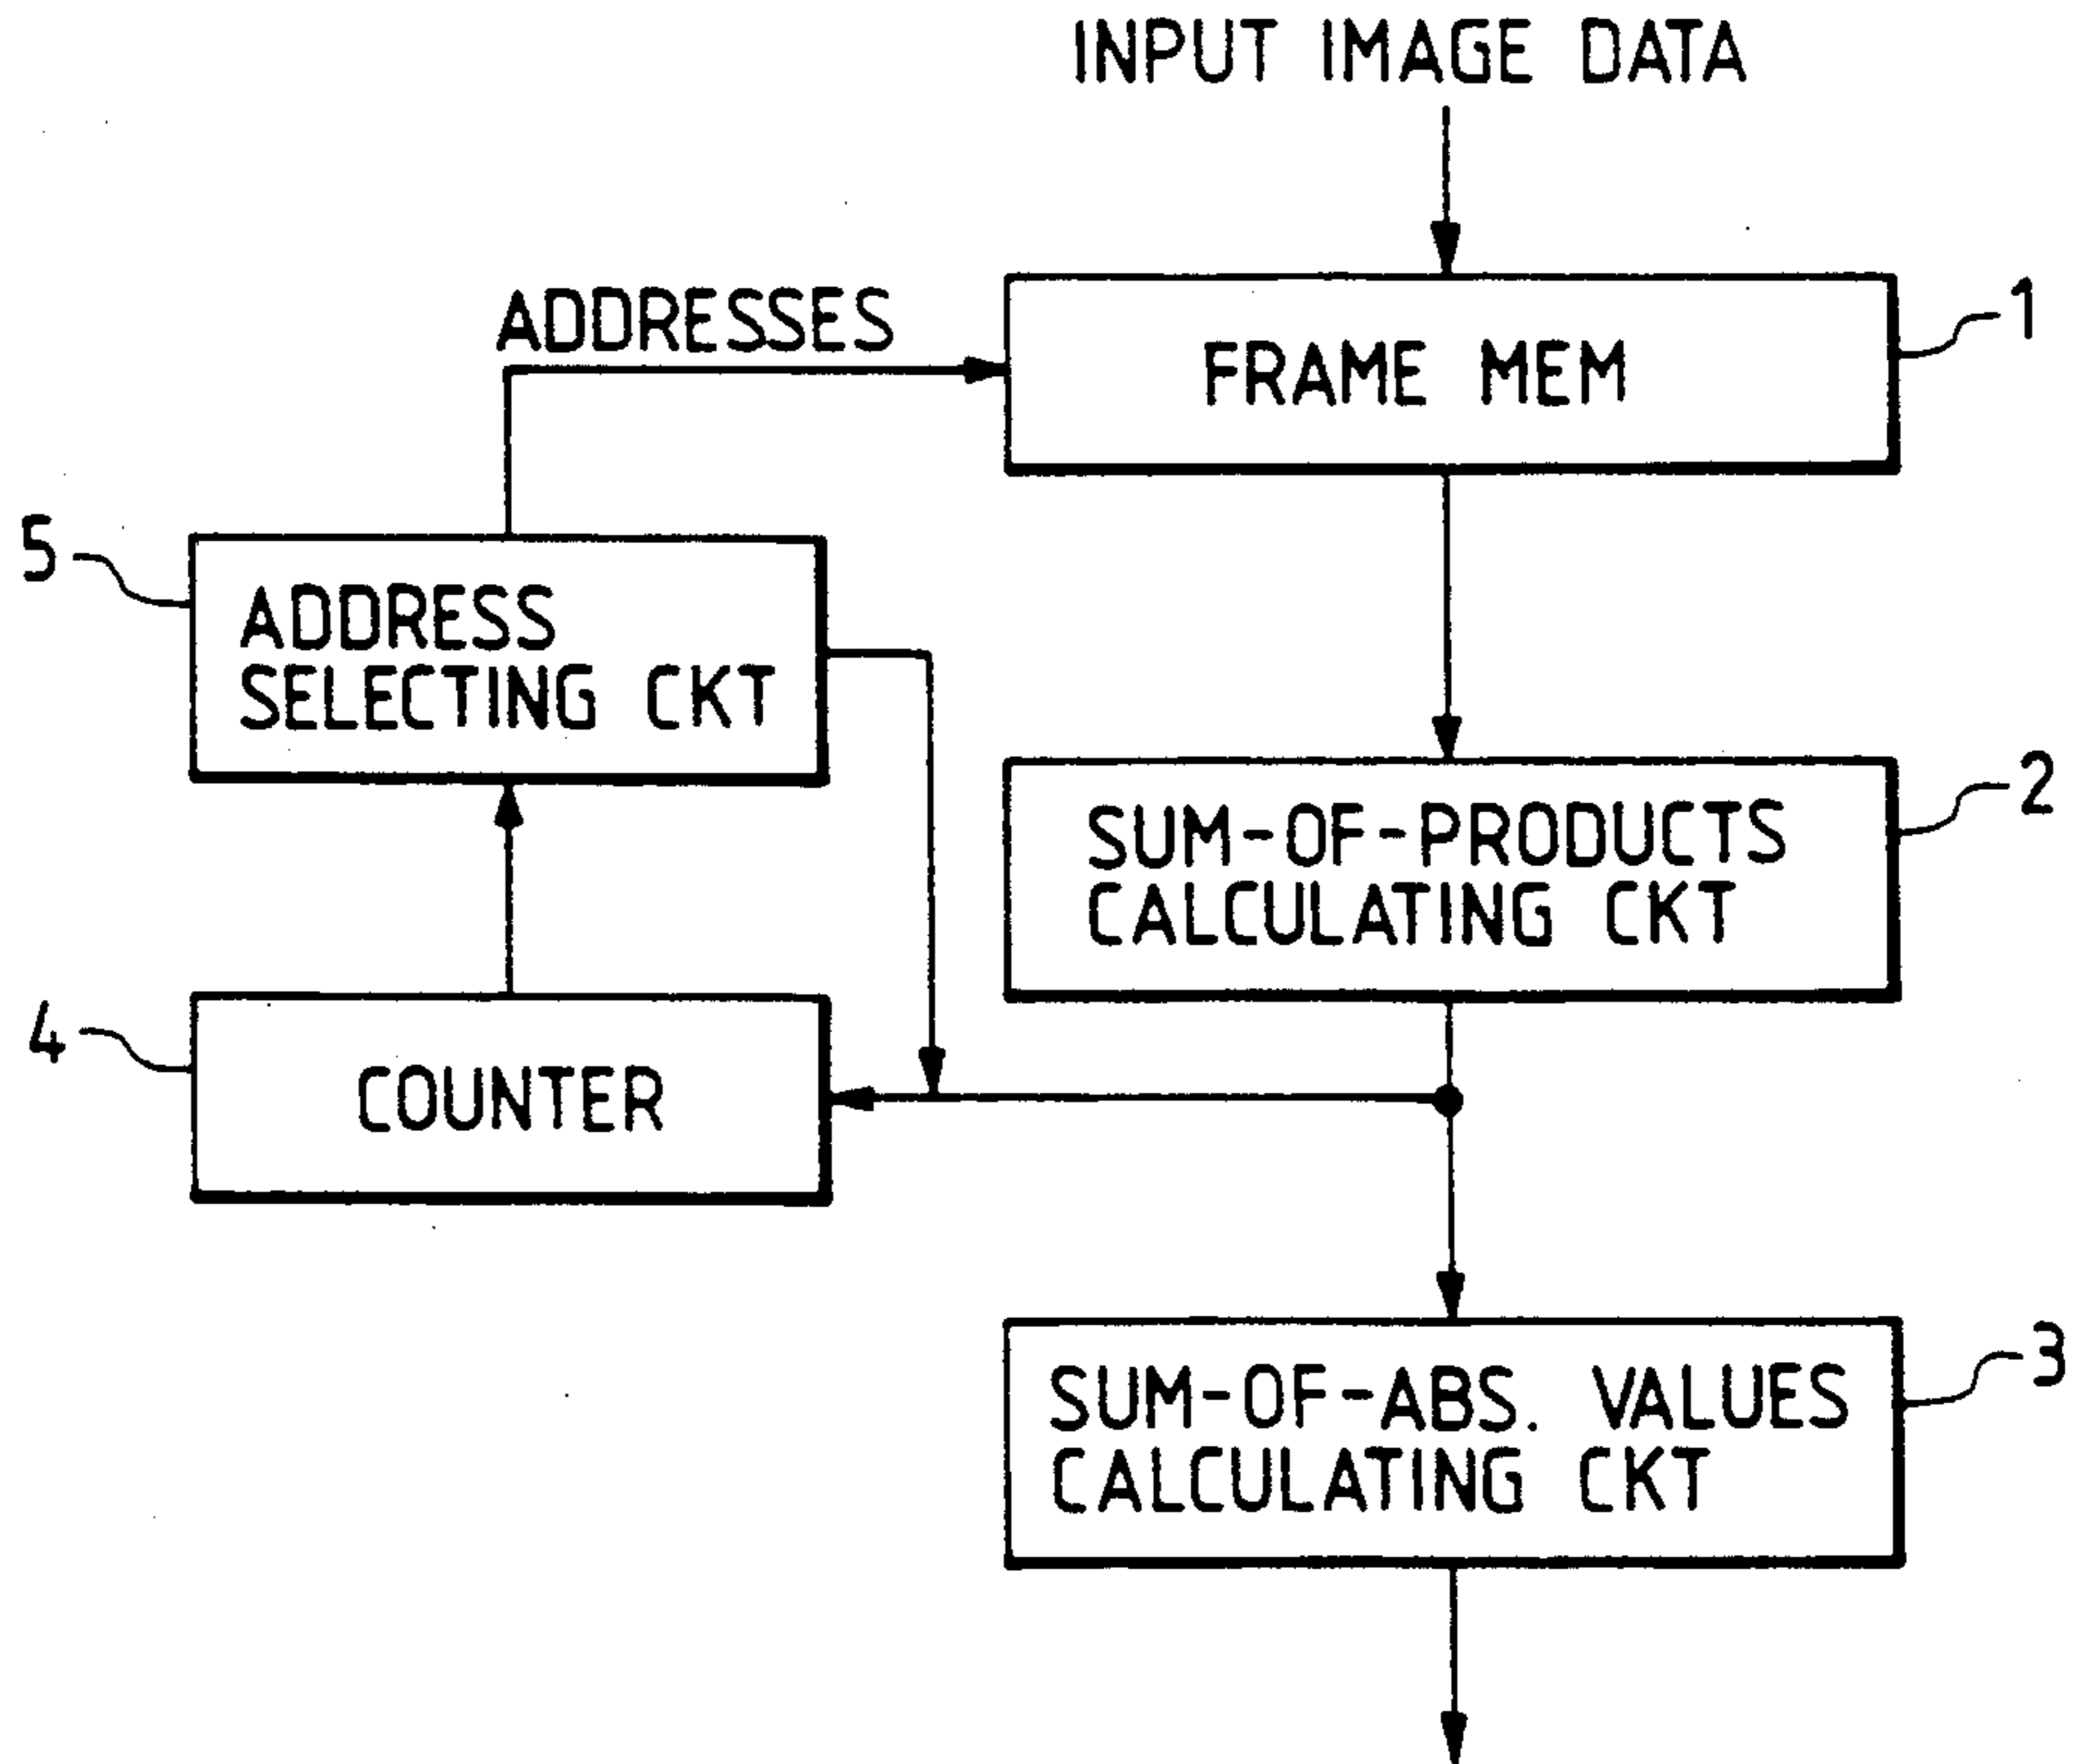 INPUT IMAGE DATA
ADDRESSES
FRAME MEM
1
5
ADDRESS
SELECTING CKT
SUM-OF-PRODUCTS
CALCULATING CKT
2
4
COUNTER
SUM-OF-ABS. VALUES
CALCULATING CKT
3